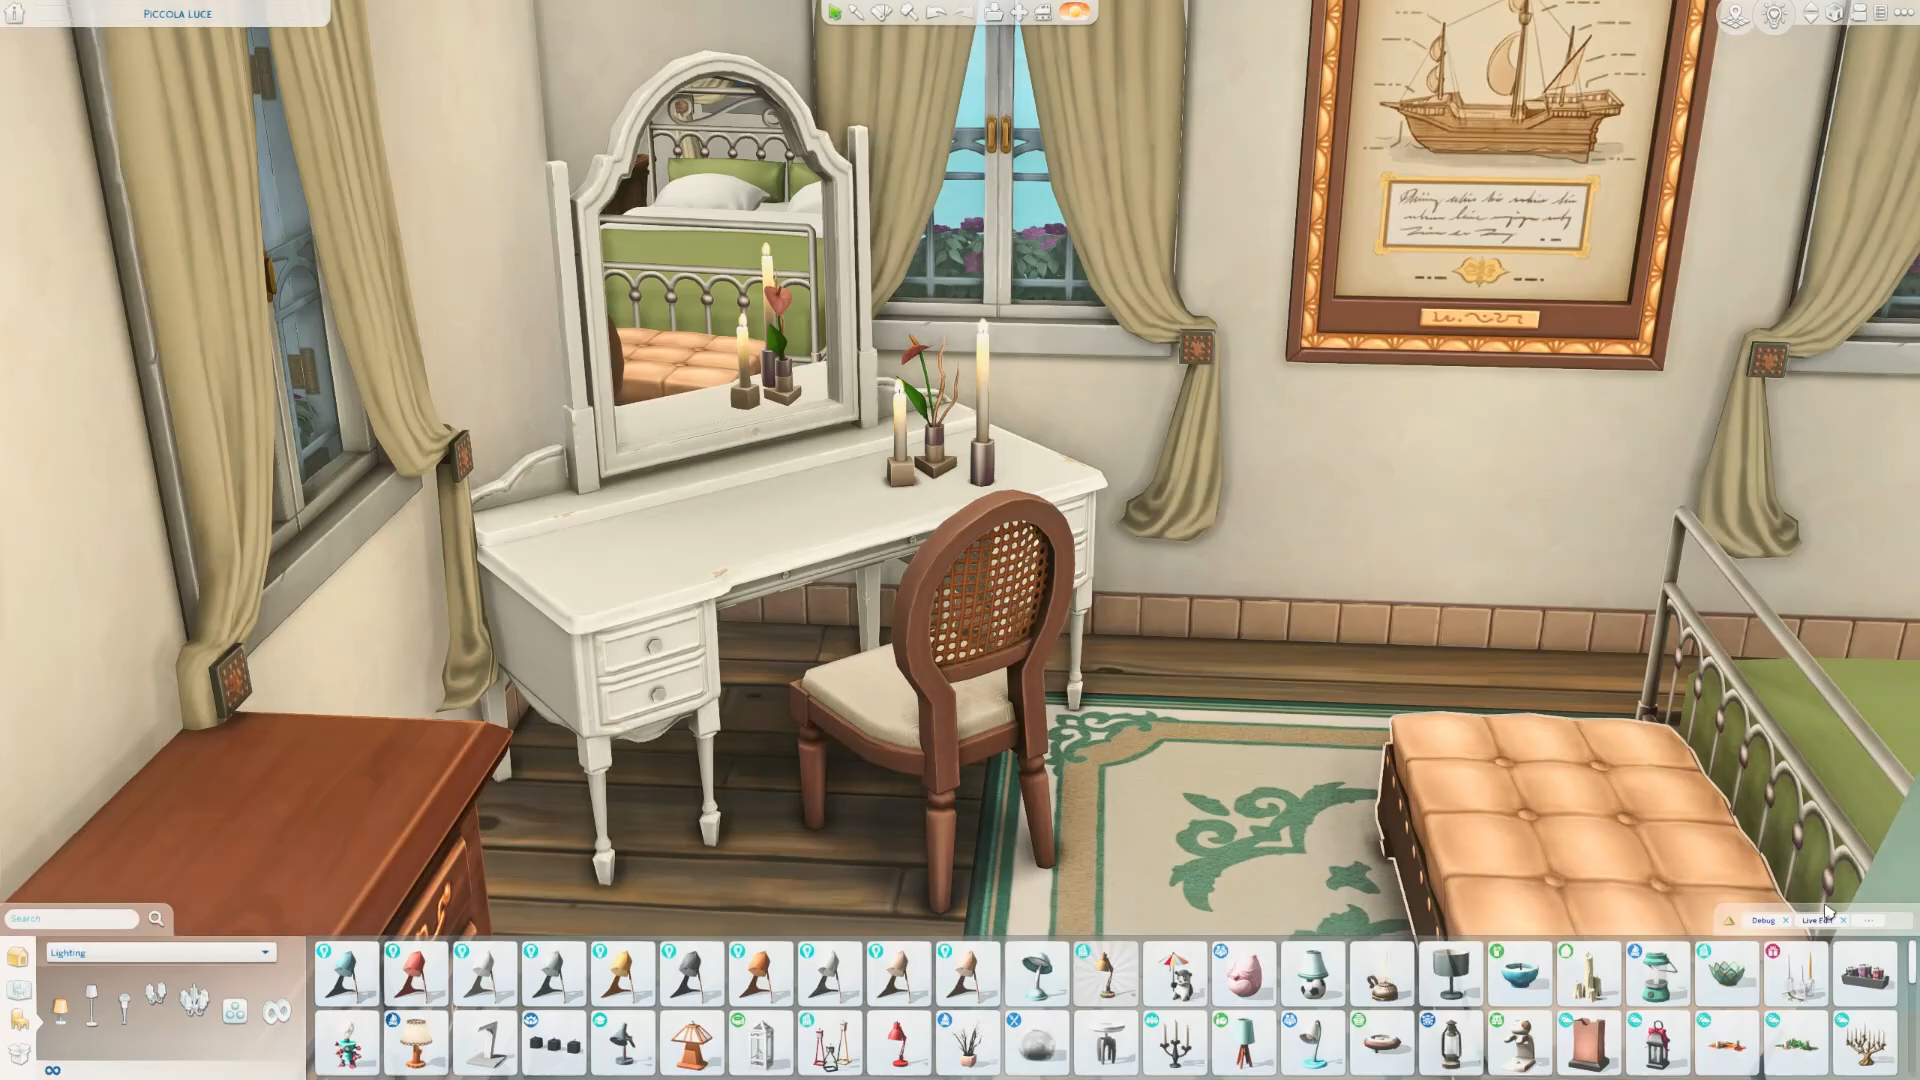 Piccola Luce
Search
Debug
Live Edit
Lighting